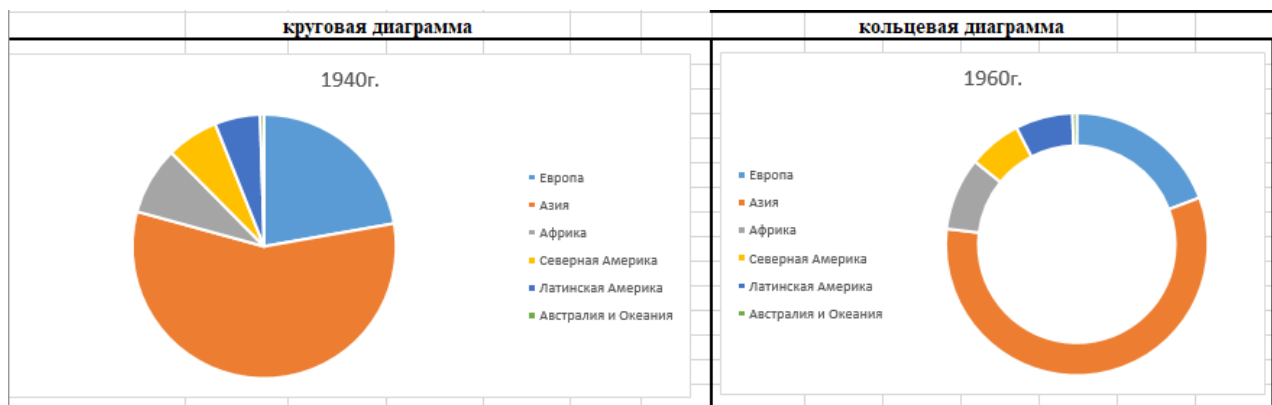 круговая диаграмма
кольцевая диаграмма
1940г.
Европа
Азия
Африка
Северная Америка
Латинская Америка
Австралия и Океания
1960г.
Европа
Азия
Африка
Северная Америка
Латинская Америка
Австралия и Океания